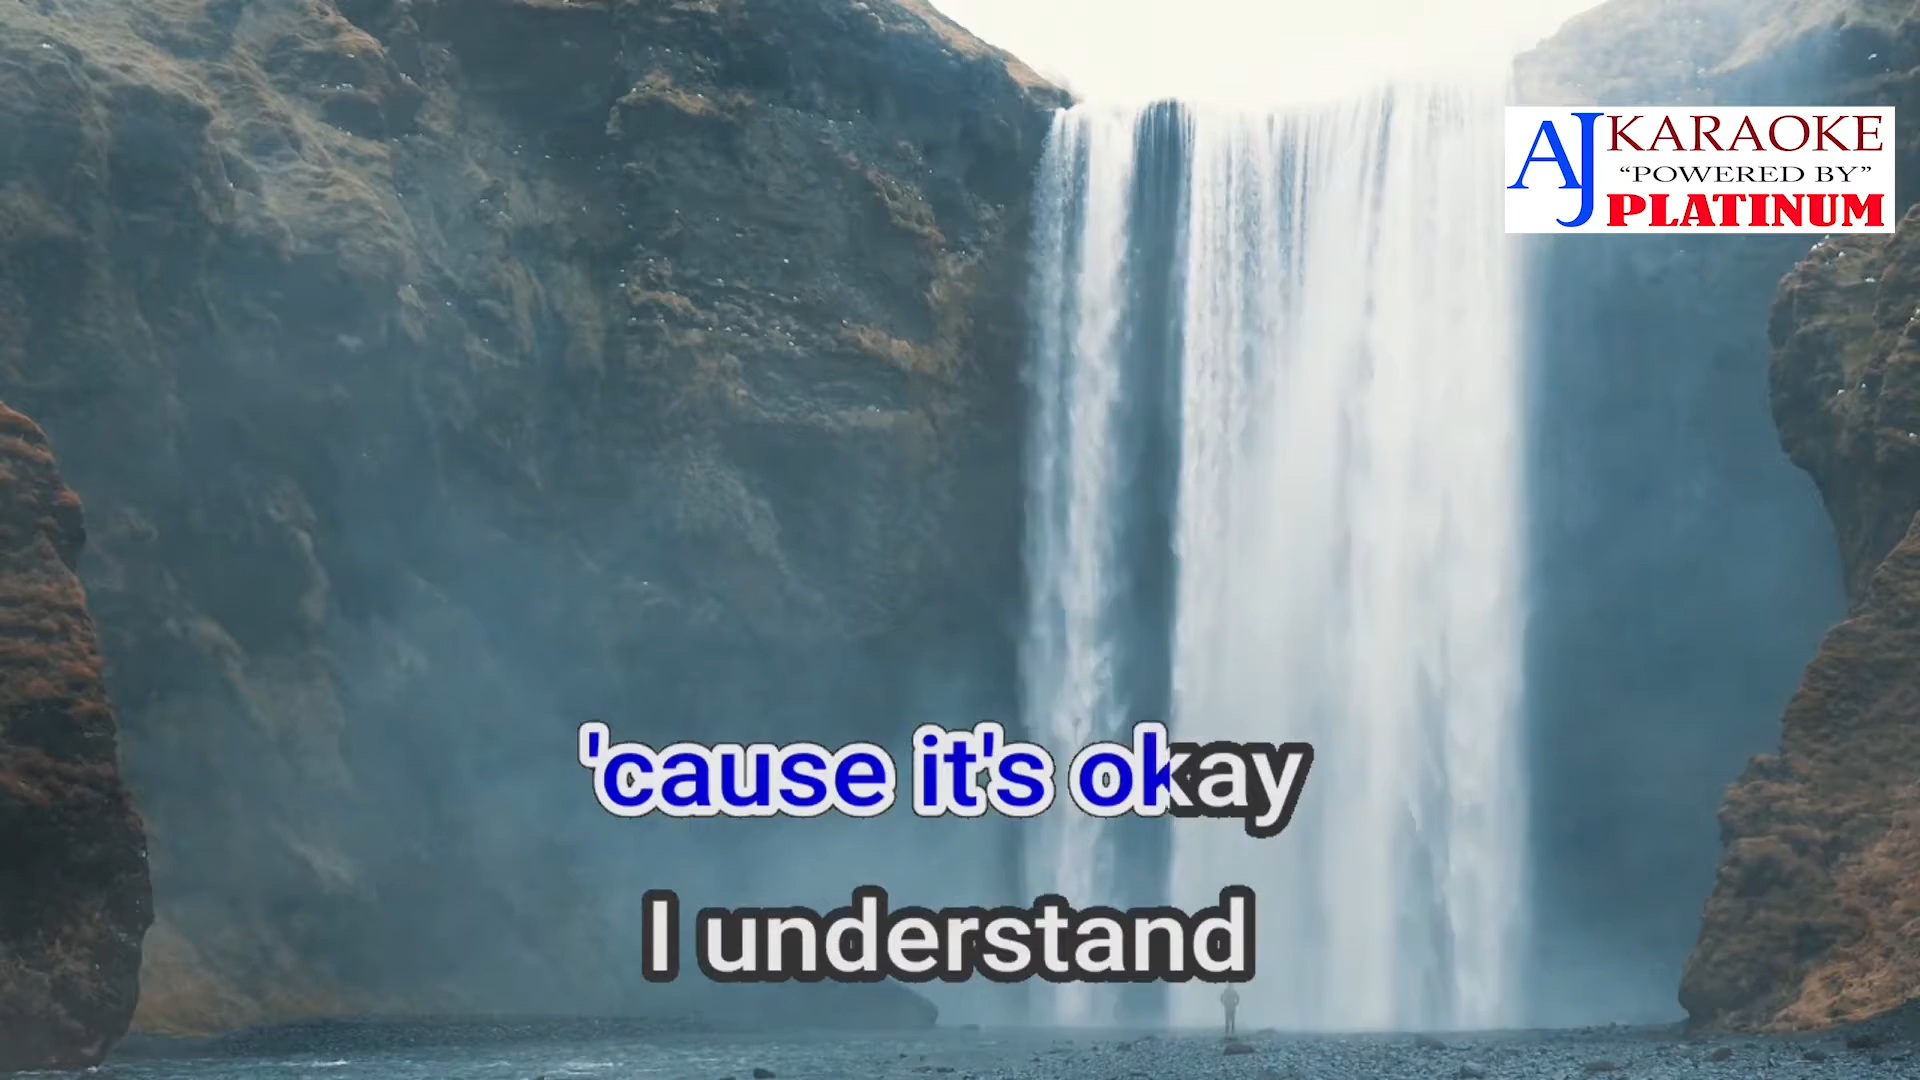 AJ KARAOKE
“POWERED BY”
PLATINUM
'cause it's okay
I understand